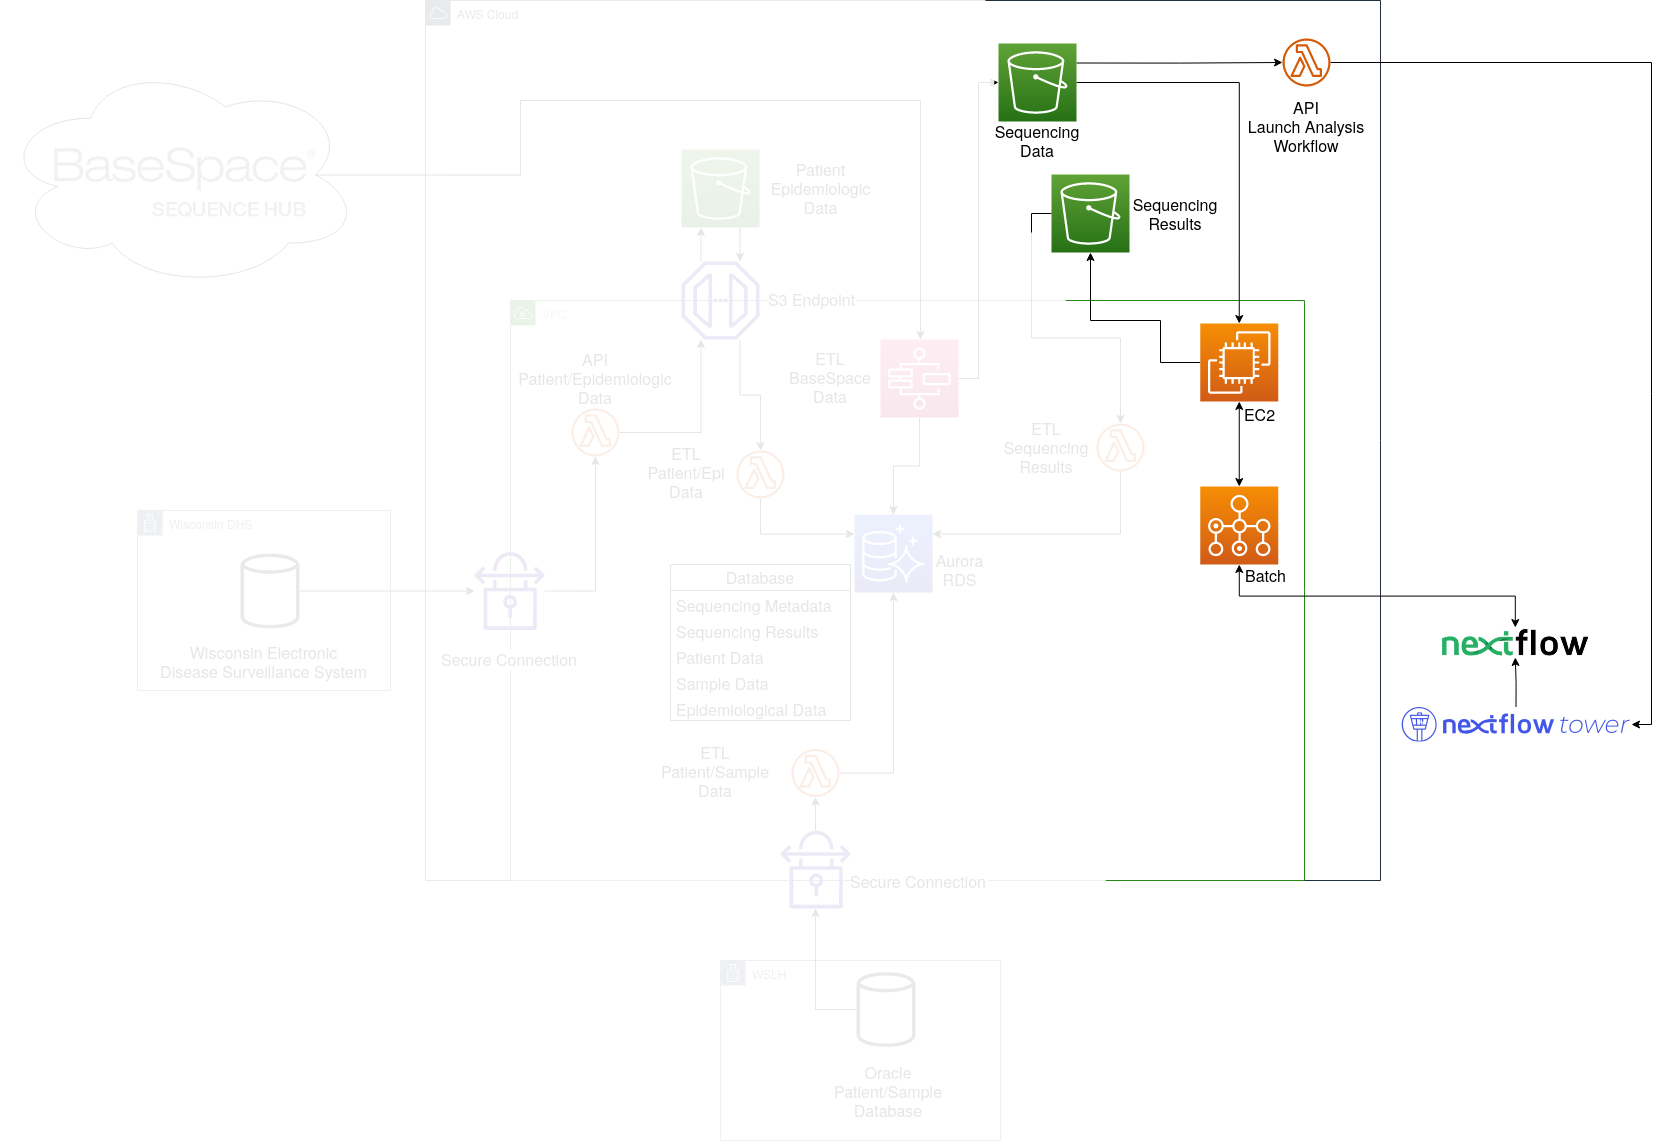 AWS Cloud
BaseSpace®
SEQUENCE HUB
Sequencing
Data
API
Launch Analysis
Workflow
Patient
Epidemiologic
Data
Sequencing
Results
S3 Endpoint
VPC
API
Patient/Epidemiologic
Data
ETL
BaseSpace
Data
EC2
ETL
Patient/Epi
Data
ETL
Sequencing
Results
Wisconsin DHS
Aurora
RDS
Batch
Database
Sequencing Metadata
Sequencing Results
Patient Data
Sample Data
Epidemiological Data
Wisconsin Electronic
Disease Surveillance System
Secure Connection
nextflow
nextflow tower
ETL
Patient/Sample
Data
Secure Connection
WSLH
Oracle
Patient/Sample
Database